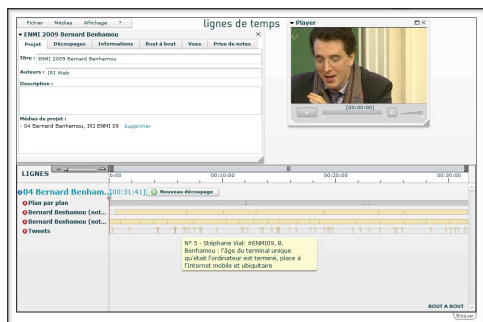 Fichier Médias Affichage ?
lignes de temps
ENMI 2009 Bernard Benhamou
Projet Découpages Informations Bout à bout Vues Prise de notes
Titre : ENMI 2009 Bernard Benhamou
Auteurs : IRI Web
Description :
Médias du projet :
- 04 Bernard Benhamou, IRI ENMI 09 Supprimer
Player
[00:00:00]
LIGNES
0:00 00:10:00 00:20:00 00:30:00
04 Bernard Benham.. [00:31:41] Nouveau découpage
Plan par plan
Bernard Benhamou (not...
Bernard Benhamou (not...
Tweets
N° 5 - Stéphane Vial: #ENMI09, B.
Benhamou : l'âge du terminal unique
qu'était l'ordinateur est terminé, place à
l'Internet mobile et ubiquitaire
BOUT A BOUT
Bloquer